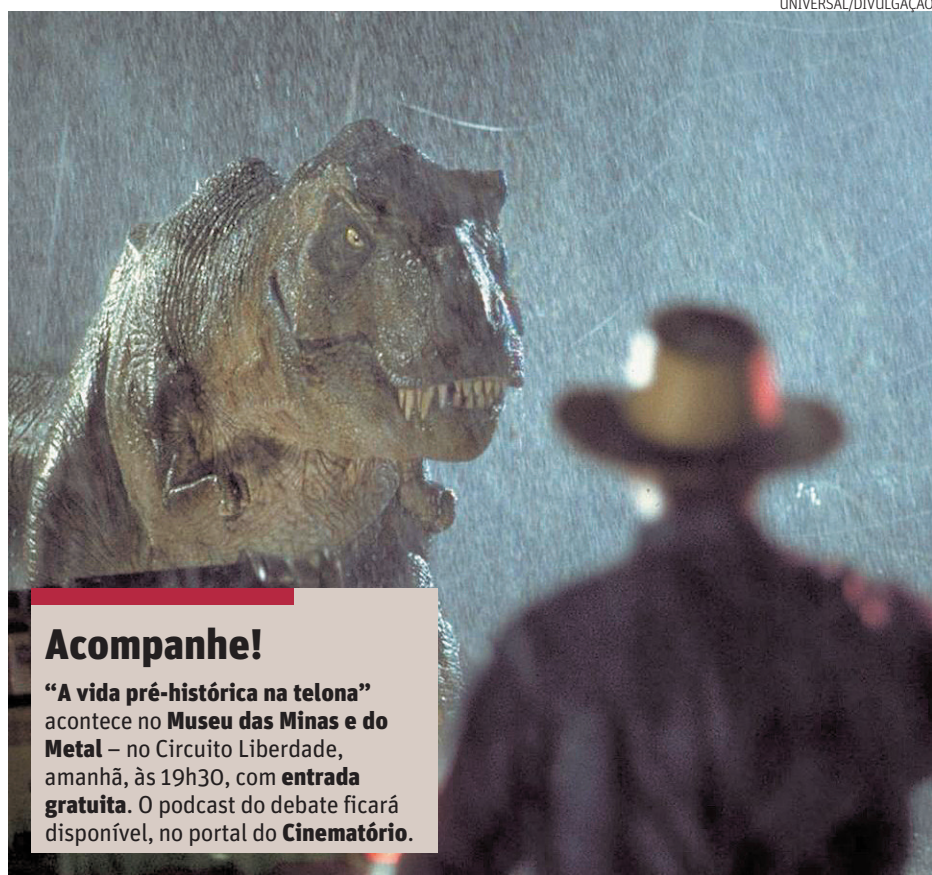 UNIVERSAL/DIVULGAÇÃO
Acompanhe!
“A vida pré-histórica na telona”
acontece no Museu das Minas e do
Metal – no Circuito Liberdade,
amanhã, às 19h30, com entrada
gratuita. O podcast do debate ficará
disponível, no portal do Cinematório.